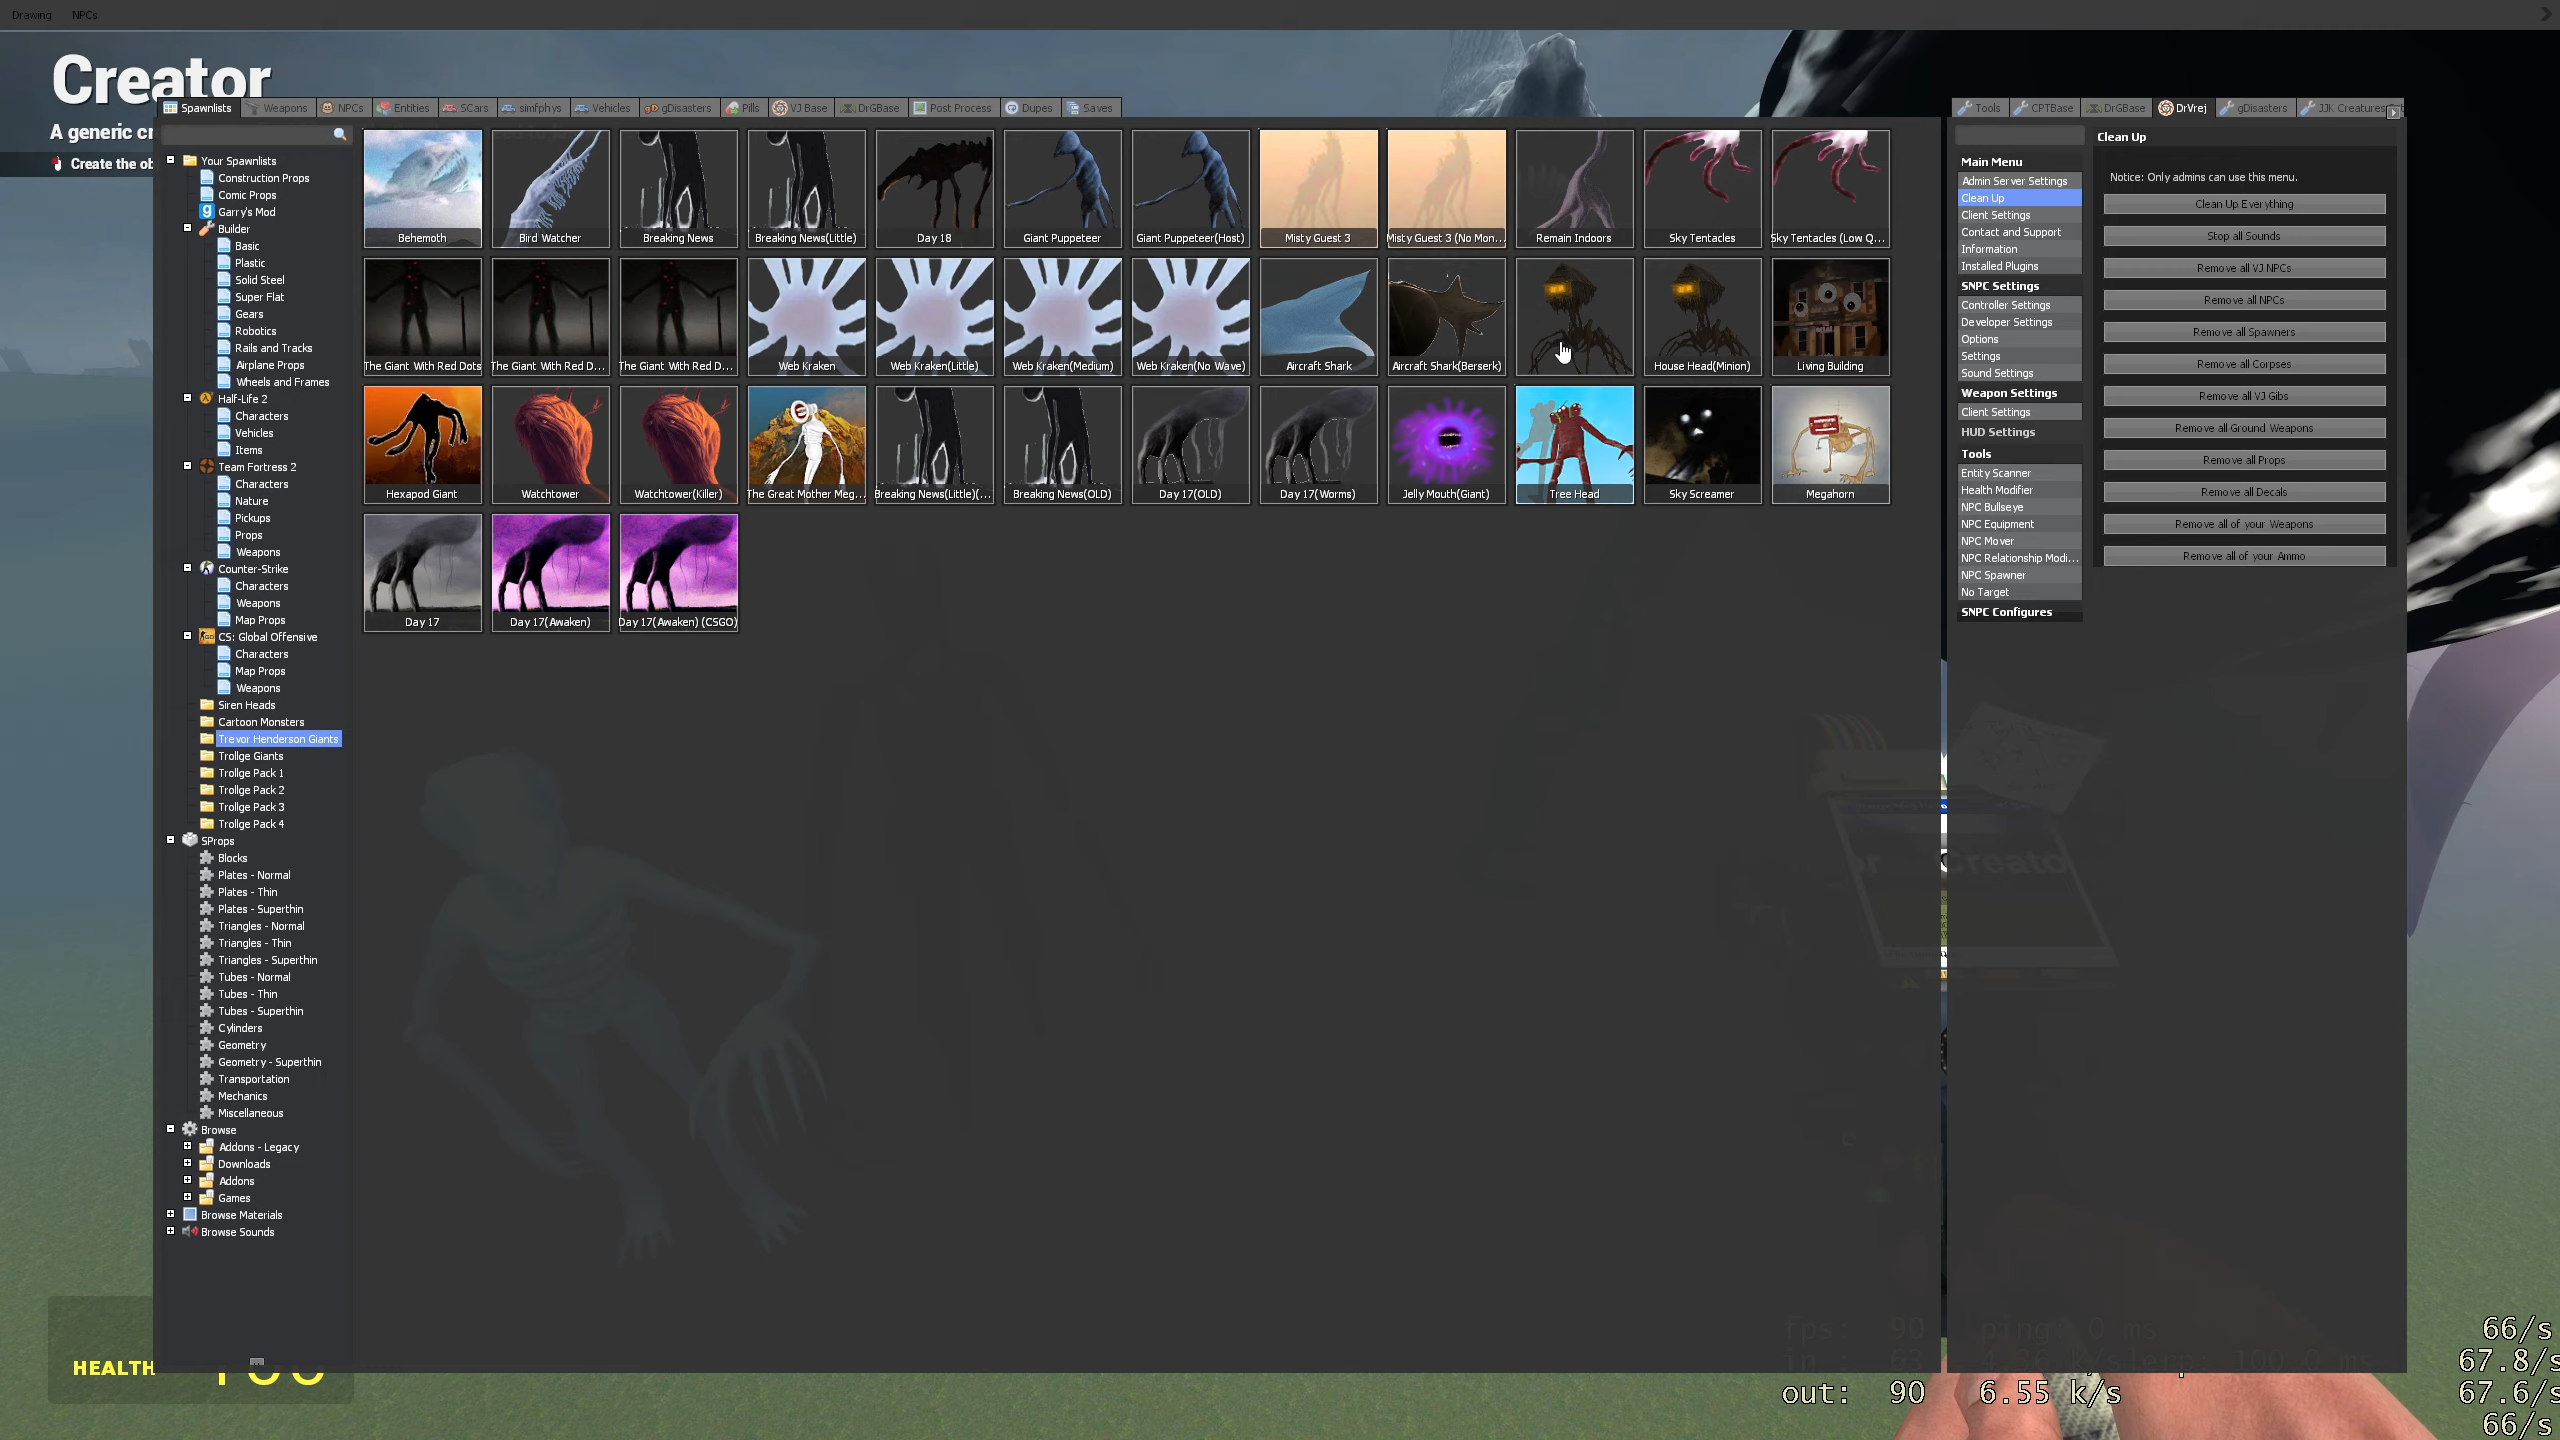 Drawing NPCs
Creator
A generic cr
Create the ob
Spawnlists Weapons NPCs Entities SCars simfphys Vehicles gDisasters Pills VJ Base DrGBase Post Process Dupes Saves
Your Spawnlists
Construction Props
Comic Props
Garry's Mod
Builder
Basic
Plastic
Solid Steel
Super Flat
Gears
Robotics
Rails and Tracks
Airplane Props
Wheels and Frames
Half-Life 2
Characters
Vehicles
Items
Team Fortress 2
Characters
Nature
Pickups
Props
Weapons
Counter-Strike
Characters
Weapons
Map Props
CS: Global Offensive
Characters
Map Props
Weapons
Siren Heads
Cartoon Monsters
Trevor Henderson Giants
Trollge Giants
Trollge Pack 1
Trollge Pack 2
Trollge Pack 3
Trollge Pack 4
SProps
Blocks
Plates - Normal
Plates - Thin
Plates - Superthin
Triangles - Normal
Triangles - Thin
Triangles - Superthin
Tubes - Normal
Tubes - Thin
Tubes - Superthin
Cylinders
Geometry
Geometry - Superthin
Transportation
Mechanics
Miscellaneous
Browse
Addons - Legacy
Downloads
Addons
Games
Browse Materials
Browse Sounds
Behemoth Bird Watcher Breaking News Breaking News(Little) Day 18 Giant Puppeteer Giant Puppeteer(Host) Misty Guest 3 Misty Guest 3 (No Mon... Remain Indoors Sky Tentacles Sky Tentacles (Low Q...
The Giant With Red Dots The Giant With Red D... The Giant With Red D... Web Kraken Web Kraken(Little) Web Kraken(Medium) Web Kraken(No Wave) Aircraft Shark Aircraft Shark(Berserk) House Head(Minion) Living Building
Hexapod Giant Watchtower Watchtower(Killer) The Great Mother Meg... Breaking News(Little)(... Breaking News(OLD) Day 17(OLD) Day 17(Worms) Jelly Mouth(Giant) Tree Head Sky Screamer Megahorn
Day 17 Day 17(Awaken) Day 17(Awaken) (CSGO)
Tools CPTBase DrGBase DrVrej gDisasters JJK Creatures
Main Menu
Admin Server Settings
Clean Up
Client Settings
Contact and Support
Information
Installed Plugins
SNPC Settings
Controller Settings
Developer Settings
Options
Settings
Sound Settings
Weapon Settings
Client Settings
HUD Settings
Tools
Entity Scanner
Health Modifier
NPC Bullseye
NPC Equipment
NPC Mover
NPC Relationship Modi...
NPC Spawner
No Target
SNPC Configures
Clean Up
Notice: Only admins can use this menu.
Clean Up Everything
Stop all Sounds
Remove all VJ NPCs
Remove all NPCs
Remove all Spawners
Remove all Corpses
Remove all VJ Gibs
Remove all Ground Weapons
Remove all Props
Remove all Decals
Remove all of your Weapons
Remove all of your Ammo
Creato
HEALTH 100
fps: 90 ping: 0 ms
out: 90 6.55 k/s
66/s
67.8/s
67.6/s
66/s